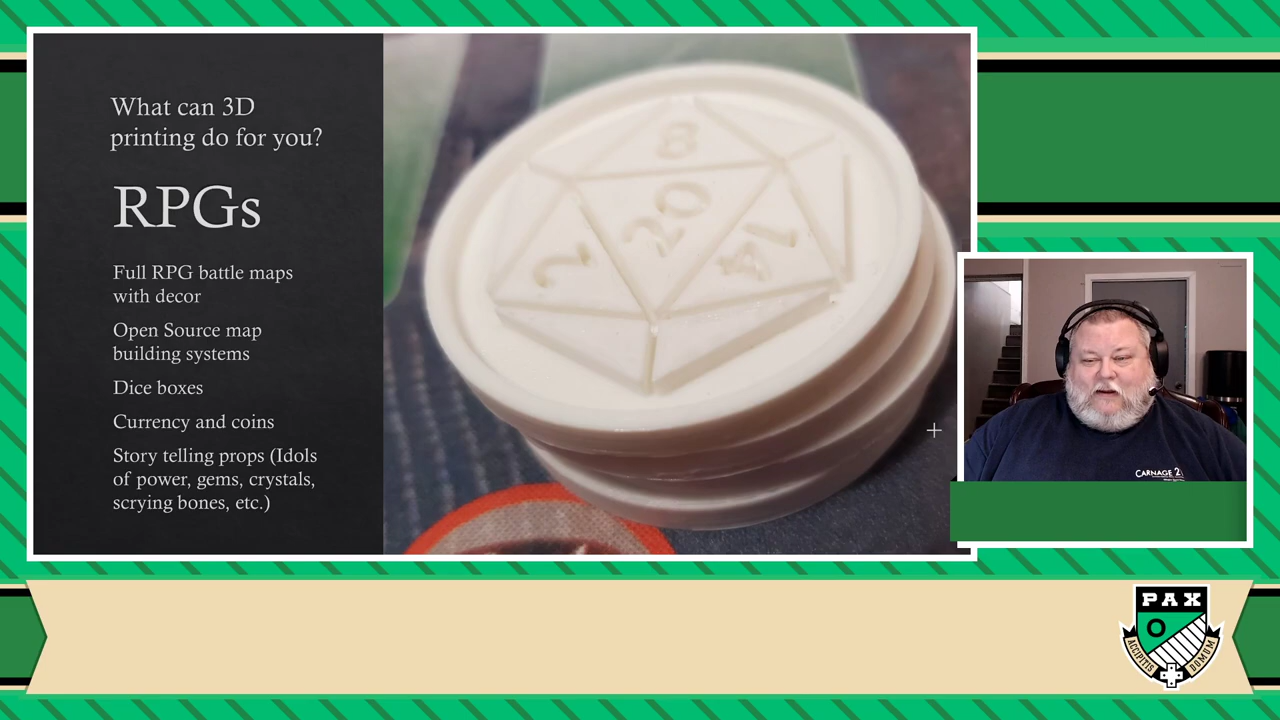 What can 3D
printing do for you?
RPGs
Full RPG battle maps
with decor
Open Source map
building systems
Dice boxes
Currency and coins
Story telling props (Idols
of power, gems, crystals,
scrying bones, etc.)
8
20
2
14
CARNAGE 2
PAX
O
ACCIPITIS DOMUM